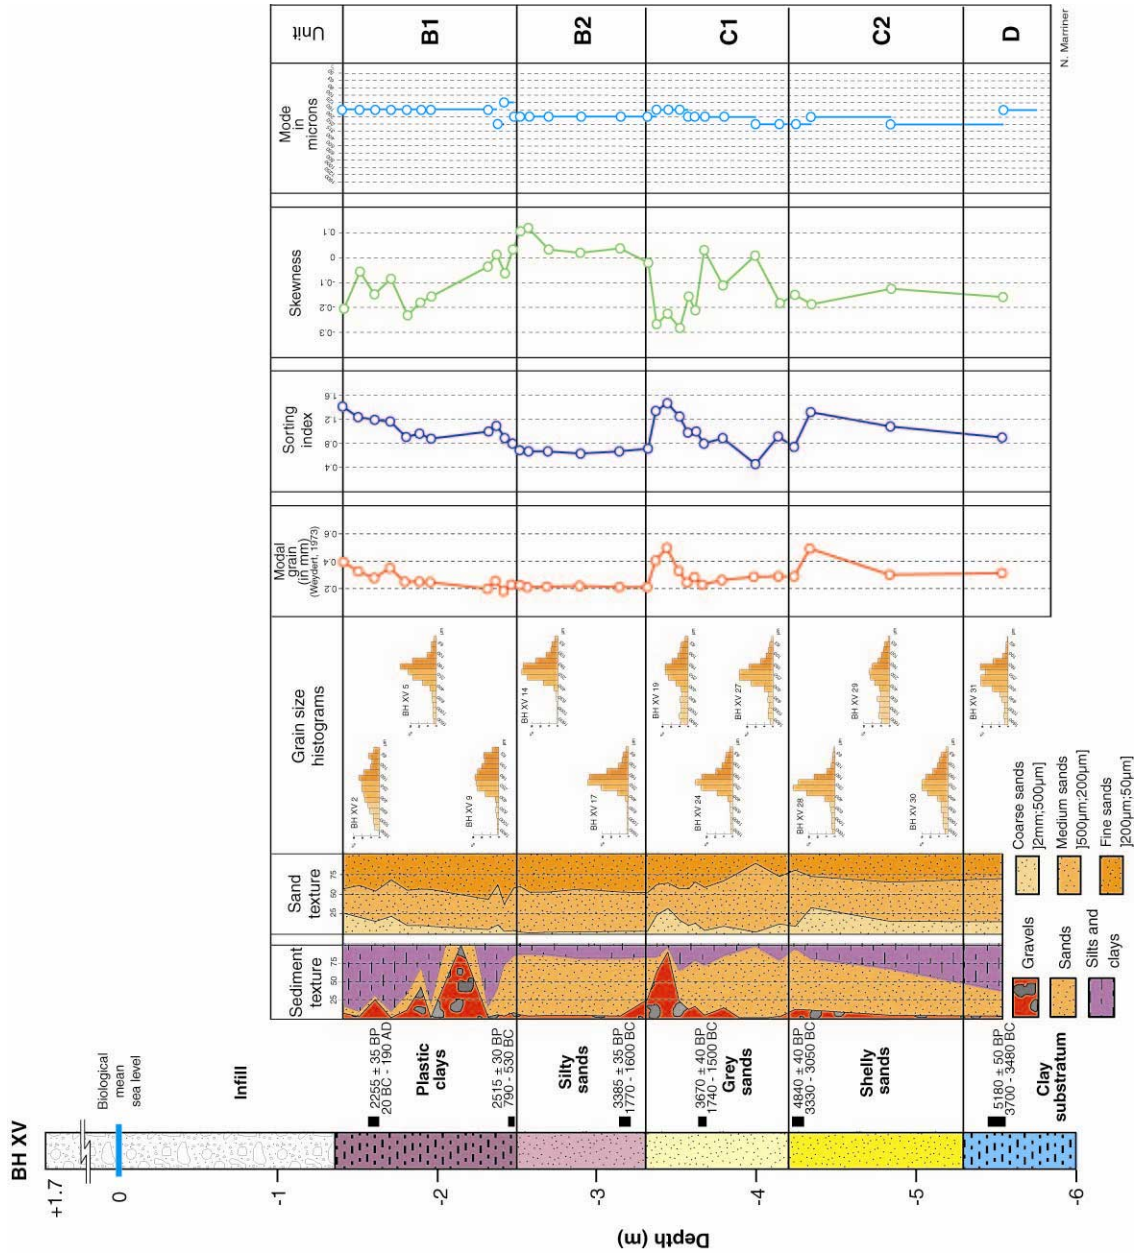 BH XV
+1.7
0
-1
-2
-3
-4
-5
-6
Depth (m)
Biological
mean
sea level
Infill
Plastic
clays
Silty
sands
Grey
sands
Shelly
sands
Clay
substratum
2255 ± 35 BP
20 BC - 190 AD
2515 ± 30 BP
790 - 530 BC
3385 ± 35 BP
1770 - 1600 BC
3670 ± 40 BP
1740 - 1500 BC
4840 ± 40 BP
3330 - 3050 BC
5180 ± 50 BP
3700 - 3480 BC
Sediment
texture
25
50
75
Sand
texture
25
50
75
Grain size
histograms
BH XV 2
BH XV 5
BH XV 9
BH XV 14
BH XV 17
BH XV 19
BH XV 24
BH XV 27
BH XV 28
BH XV 29
BH XV 30
BH XV 31
Modal
grain
(in mm)
(Weydert, 1973)
0.2
0.4
0.6
Sorting
index
0.4
0.8
1.2
1.6
Skewness
-0.3
-0.2
-0.1
0
0.1
Mode
in
microns
Unit
B1
B2
C1
C2
D
Gravels
Sands
Silts and
clays
Coarse sands
]2mm;500µm]
Medium sands
]500µm;200µm]
Fine sands
]200µm;50µm]
N. Marriner